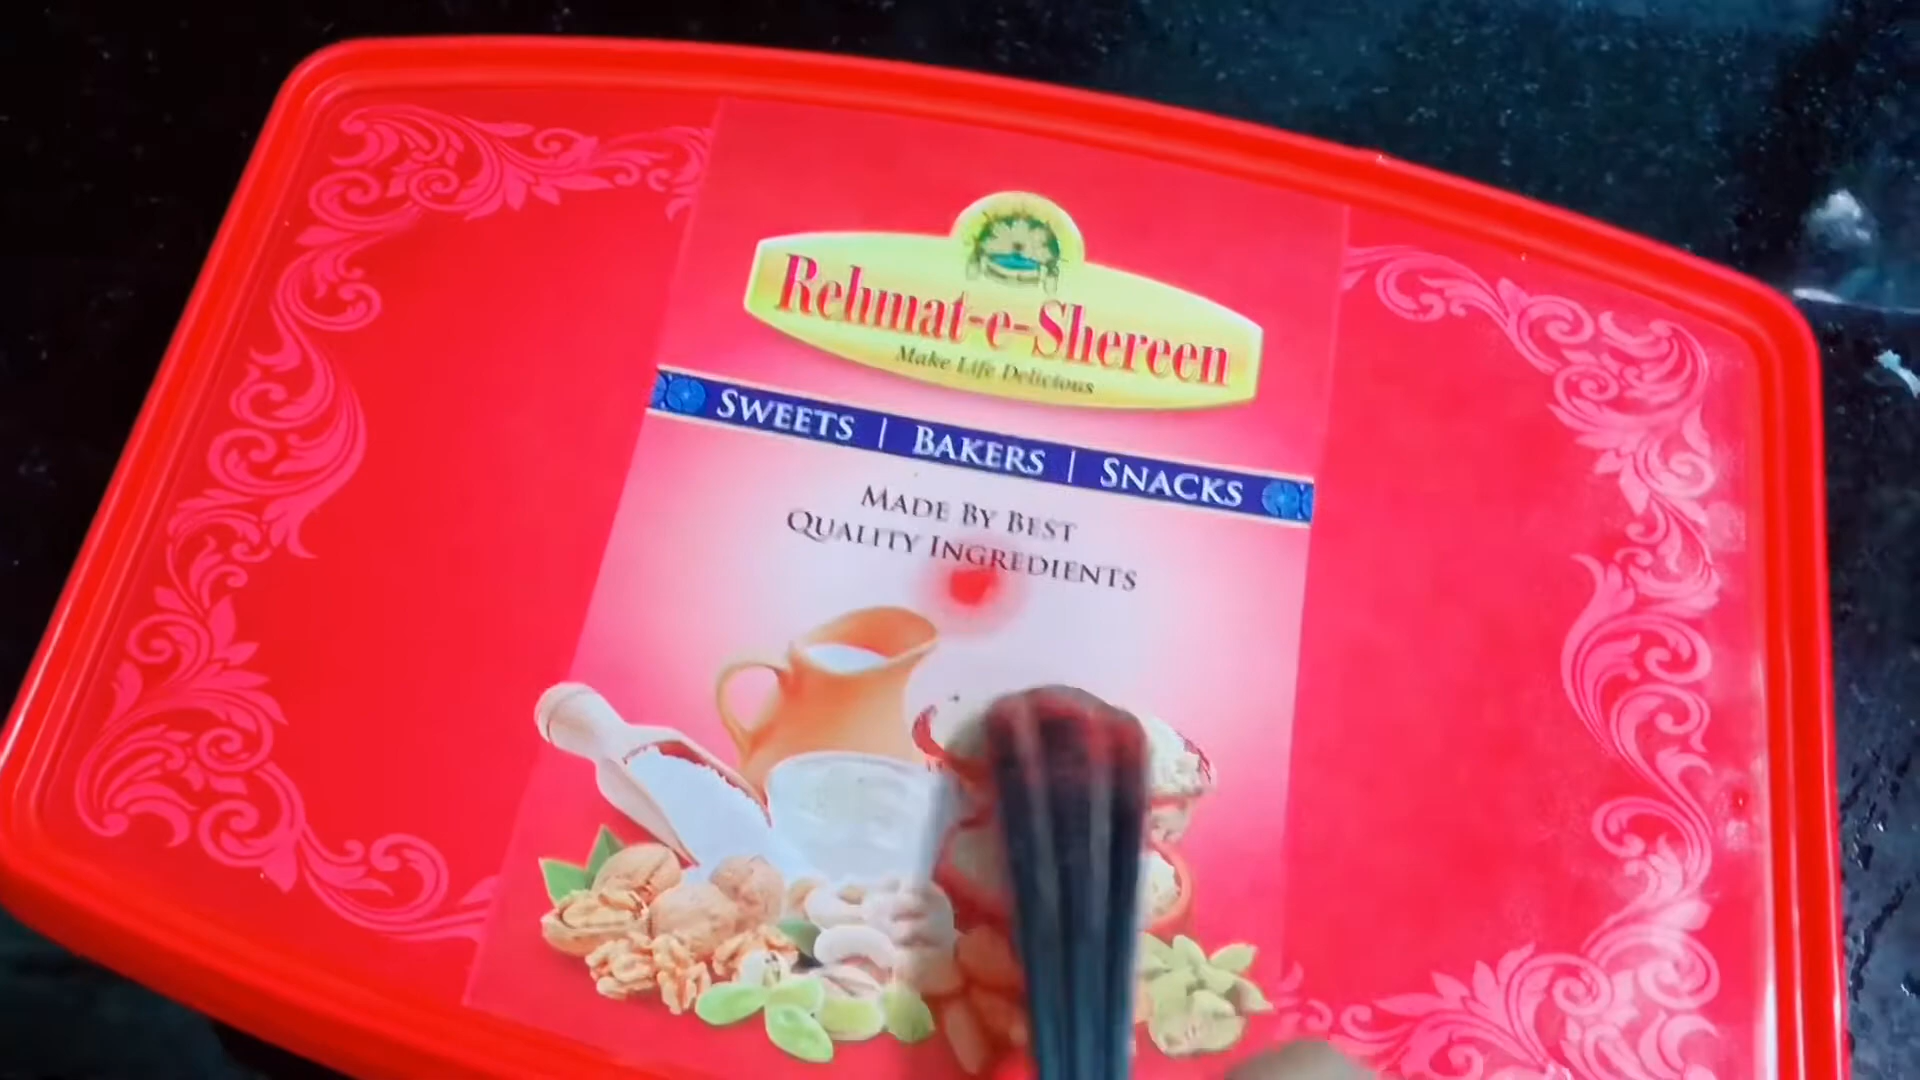 Rehmat-e-Shereen
Make Life Delicious
SWEETS | BAKERS | SNACKS
MADE BY BEST
QUALITY INGREDIENTS